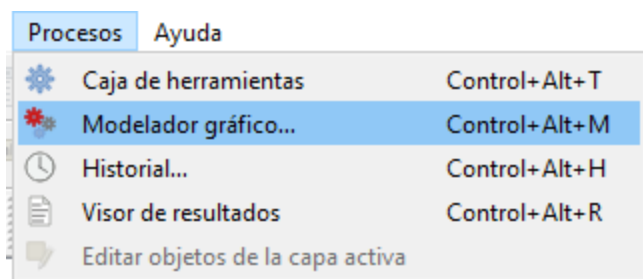 Procesos Ayuda
Caja de herramientas Control+Alt+T
Modelador gráfico... Control+Alt+M
Historial... Control+Alt+H
Visor de resultados Control+Alt+R
Editar objetos de la capa activa